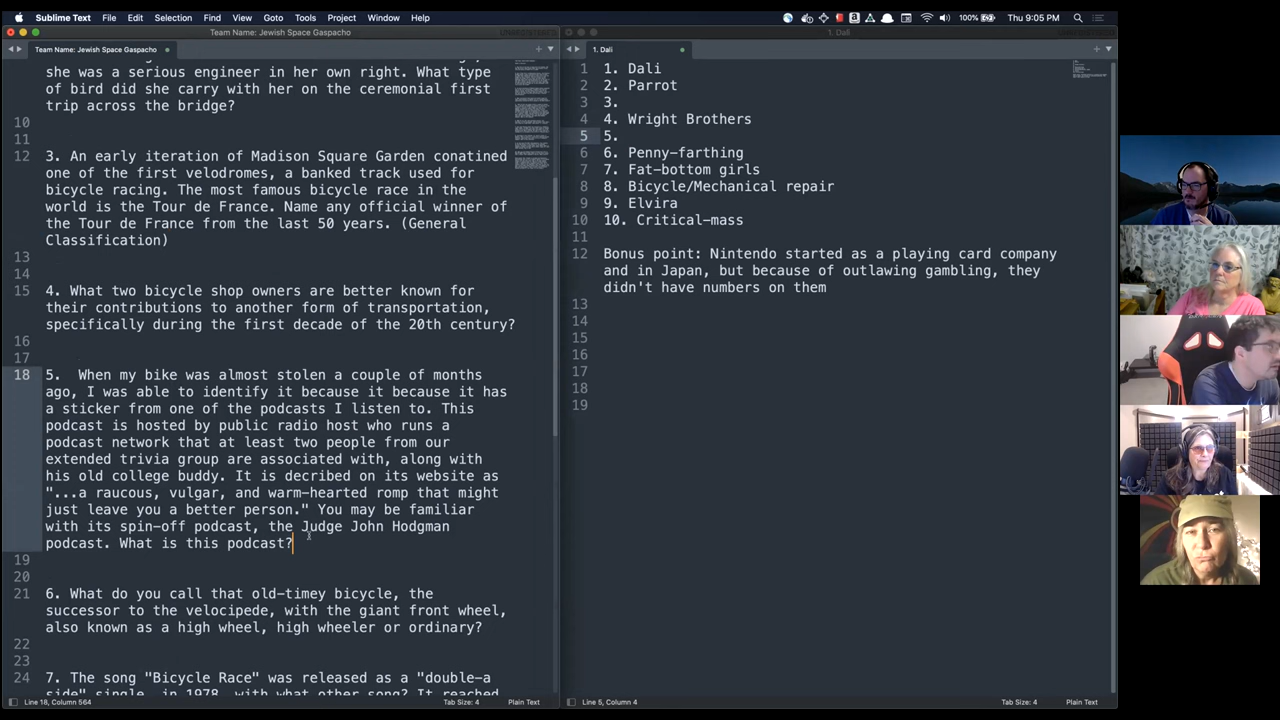 Sublime Text File Edit Selection Find View Goto Tools Project Window Help 100% Thu 9:05 PM
Team Name: Jewish Space Gaspacho
1. Dali
Team Name: Jewish Space Gaspacho
she was a serious engineer in her own right. What type
of bird did she carry with her on the ceremonial first
trip across the bridge?
10
11
12 3. An early iteration of Madison Square Garden conatined
one of the first velodromes, a banked track used for
bicycle racing. The most famous bicycle race in the
world is the Tour de France. Name any official winner of
the Tour de France from the last 50 years. (General
Classification)
13
14
15 4. What two bicycle shop owners are better known for
their contributions to another form of transportation,
specifically during the first decade of the 20th century?
16
17
18 5.  When my bike was almost stolen a couple of months
ago, I was able to identify it because it because it has
a sticker from one of the podcasts I listen to. This
podcast is hosted by public radio host who runs a
podcast network that at least two people from our
extended trivia group are associated with, along with
his old college buddy. It is decribed on its website as
"...a raucous, vulgar, and warm-hearted romp that might
just leave you a better person." You may be familiar
with its spin-off podcast, the Judge John Hodgman
podcast. What is this podcast?
19
20
21 6. What do you call that old-timey bicycle, the
successor to the velocipede, with the giant front wheel,
also known as a high wheel, high wheeler or ordinary?
22
23
24 7. The song "Bicycle Race" was released as a "double-a
side" single, in 1978, with what other song? It reached
Line 18, Column 564 Tab Size: 4 Plain Text
1. Dali
1 1. Dali
2 2. Parrot
3 3.
4 4. Wright Brothers
5 5.
6 6. Penny-farthing
7 7. Fat-bottom girls
8 8. Bicycle/Mechanical repair
9 9. Elvira
10 10. Critical-mass
11
12 Bonus point: Nintendo started as a playing card company
and in Japan, but because of outlawing gambling, they
didn't have numbers on them
13
14
15
16
17
18
19
Line 5, Column 4 Tab Size: 4 Plain Text